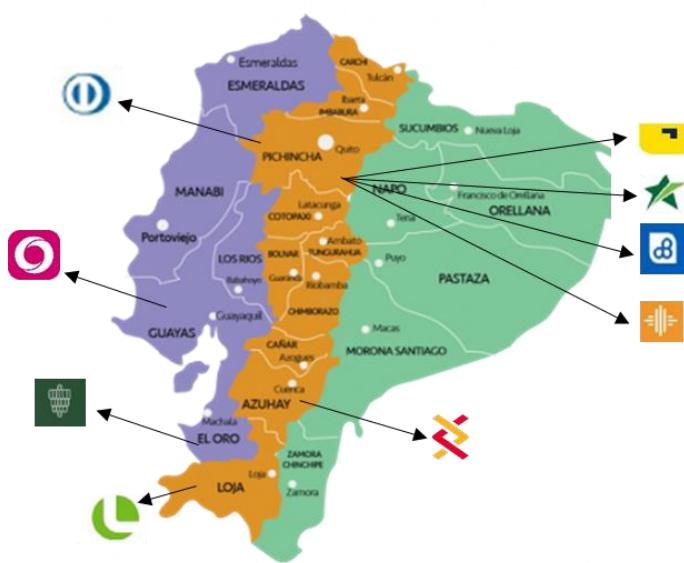 Esmeraldas
ESMERALDAS
CARCHI
Tulcán
Ibarra
IMBABURA
SUCUMBIOS
Nueva Loja
PICHINCHA
Quito
MANABI
NAPO
Francisco de Orellana
ORELLANA
Latacunga
COTOPAXI
Portoviejo
Tena
LOS RIOS
BOLIVAR
Ambato
TUNGURAHUA
Puyo
Babahoyo
Guaranda
Riobamba
PASTAZA
CHIMBORAZO
GUAYAS
Guayaquil
Macas
CAÑAR
MORONA SANTIAGO
Azogues
Cuenca
AZUHAY
Machala
EL ORO
ZAMORA
CHINCHIPE
Loja
LOJA
Zamora